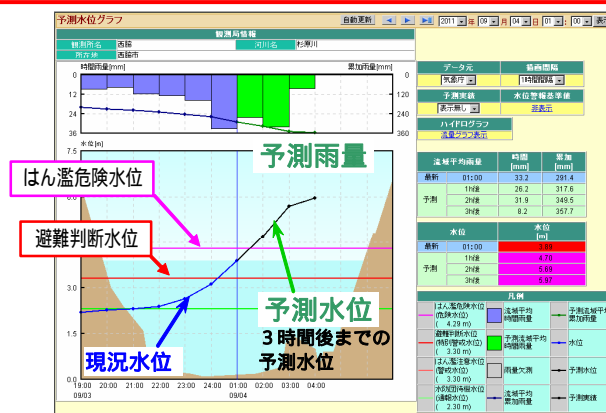 予測水位グラフ
自動更新
2011 年 09 月 04 日 01 : 00
観測局情報
観測所名 西脇 河川名 杉原川
所在地 西脇市
時間雨量[mm] 累加雨量[mm]
0 0
12 120
24 240
36 360
予測雨量
水位[m]
7.5
はん濫危険水位
6.0
避難判断水位
3.0
1.5
0.0
予測水位
3時間後までの
予測水位
現況水位
19:00 20:00 21:00 22:00 23:00 24:00 01:00 02:00 03:00 04:00
09/03 09/04
データ元 描画間隔
気象庁 1時間間隔
予測実績 水位警報基準値
表示無し 非表示
ハイドログラフ
流量グラフ表示
流域平均雨量 時間[mm] 累加[mm]
最新 01:00 33.2 291.4
予測 1h後 26.2 317.6
2h後 31.9 349.5
3h後 8.2 357.7
水位 水位[m]
最新 01:00
予測 1h後 4.70
2h後
3h後 5.97
凡例
はん濫危険水位
(危険水位)
( 4.29 m)
流域平均
時間雨量
予測流域平均
累加雨量
避難判断水位
(特別警戒水位)
( 3.30 m)
予測流域平均
時間雨量
水位
はん濫注意水位
(警戒水位)
( 3.30 m)
雨量欠測
予測水位
水防団待機水位
(通報水位)
( 2.30 m)
流域平均
累加雨量
予測実績